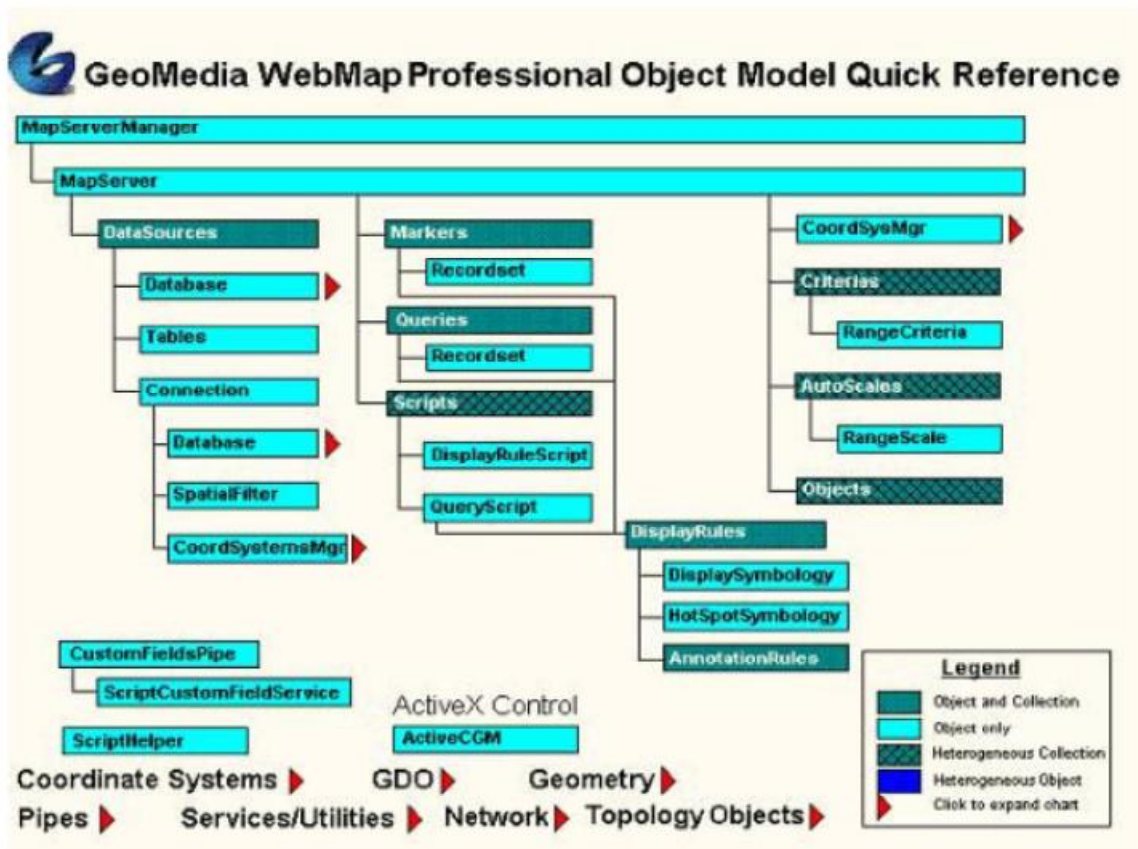 GeoMedia WebMap Professional Object Model Quick Reference
MapServerManager
MapServer
DataSources
Database
Tables
Connection
Database
SpatialFilter
CoordSystemsMgr
Markers
Recordset
Queries
Recordset
Scripts
DisplayRuleScript
QueryScript
CoordSysMgr
Criterias
RangeCriteria
AutoScales
RangeScale
Objects
DisplayRules
DisplaySymbology
HotSpotSymbology
AnnotationRules
CustomFieldsPipe
ScriptCustomFieldService
ScriptHelper
ActiveX Control
ActiveCGM
Legend
Object and Collection
Object only
Heterogeneous Collection
Heterogeneous Object
Click to expand chart
Coordinate Systems GDO Geometry
Pipes Services/Utilities Network Topology Objects